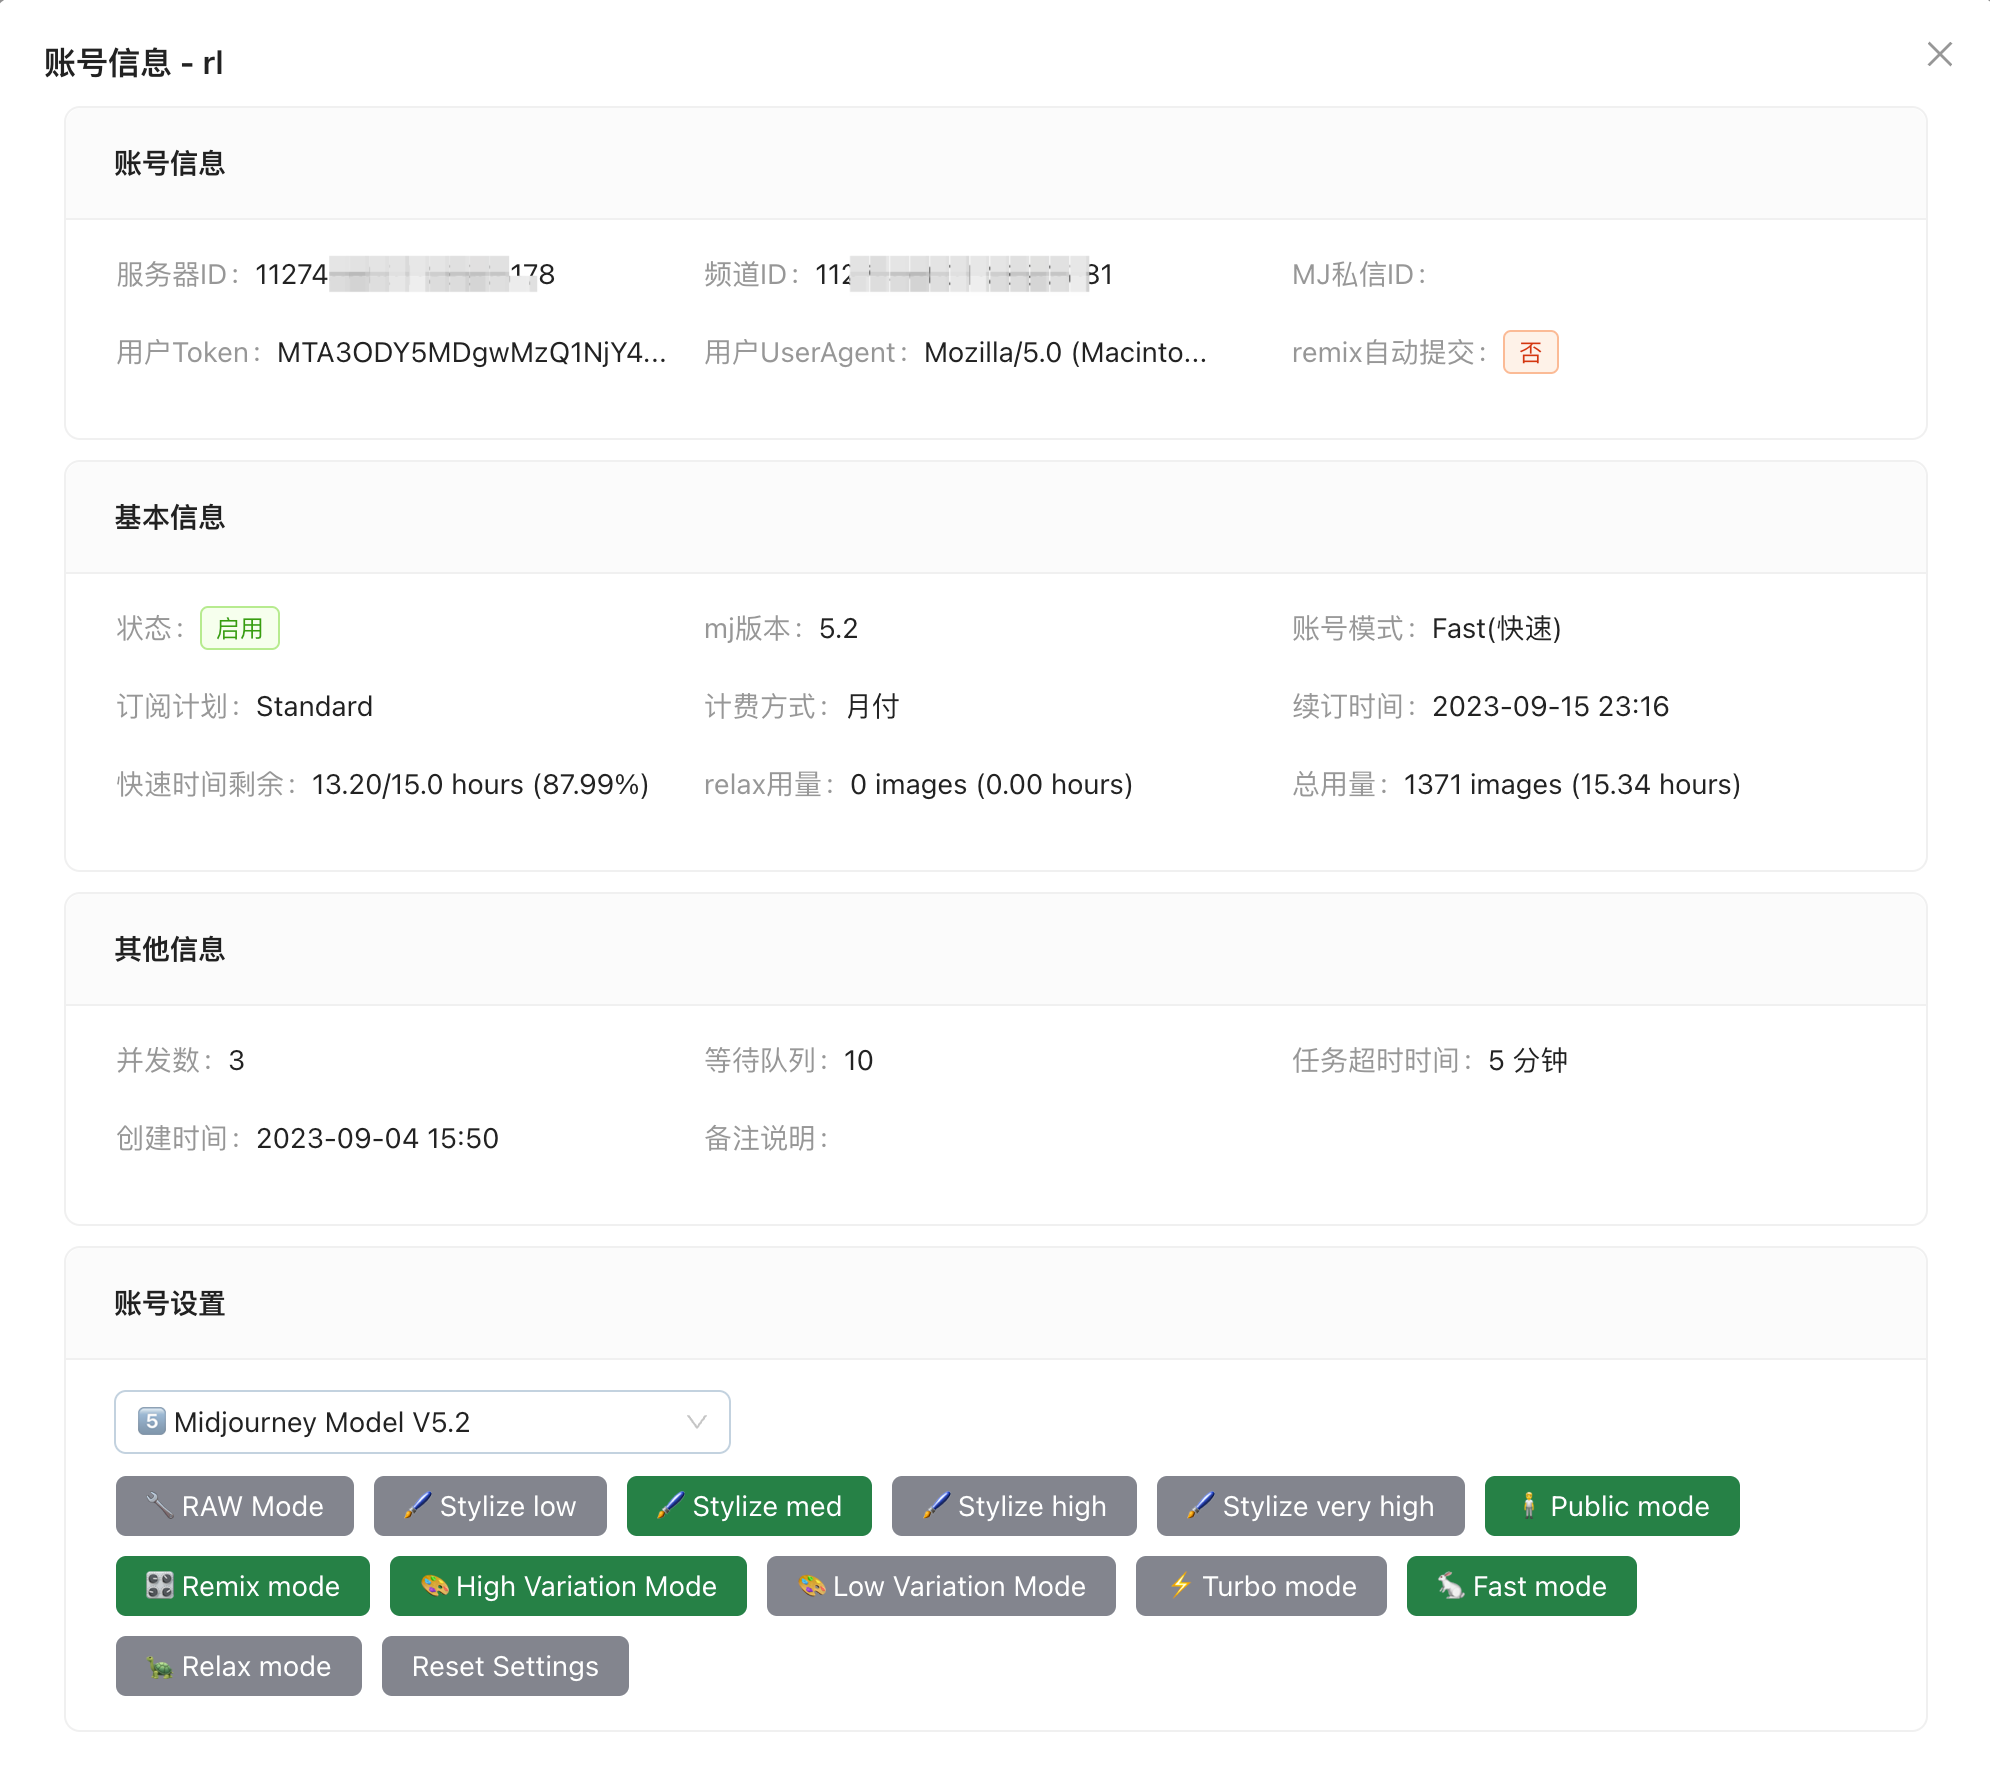 账号信息 - rl
账号信息
服务器ID： 11274 178 频道ID： 112 31 MJ私信ID：
用户Token： MTA3ODY5MDgwMzQ1NjY4... 用户UserAgent： Mozilla/5.0 (Macinto... remix自动提交： 否
基本信息
状态： 启用 mj版本： 5.2 账号模式： Fast(快速)
订阅计划： Standard 计费方式： 月付 续订时间： 2023-09-15 23:16
快速时间剩余： 13.20/15.0 hours (87.99%) relax用量： 0 images (0.00 hours) 总用量： 1371 images (15.34 hours)
其他信息
并发数： 3 等待队列： 10 任务超时时间： 5 分钟
创建时间： 2023-09-04 15:50 备注说明：
账号设置
5 Midjourney Model V5.2
RAW Mode Stylize low Stylize med Stylize high Stylize very high Public mode
Remix mode High Variation Mode Low Variation Mode Turbo mode Fast mode
Relax mode Reset Settings